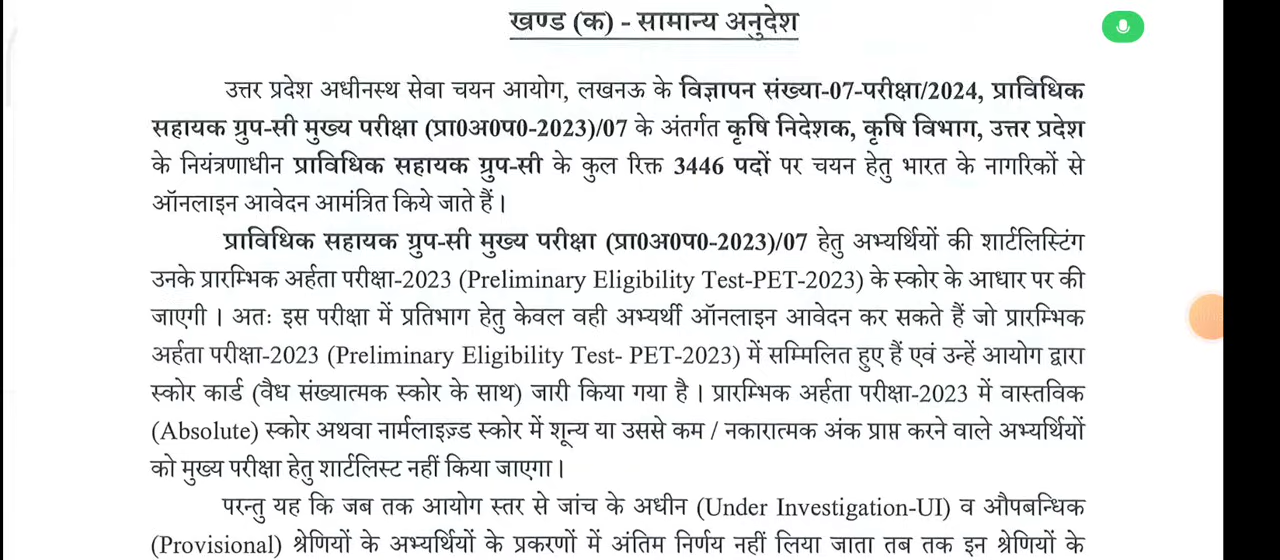 खण्ड (क) - सामान्य अनुदेश
उत्तर प्रदेश अधीनस्थ सेवा चयन आयोग, लखनऊ के विज्ञापन संख्या-07-परीक्षा/2024, प्राविधिक
सहायक ग्रुप-सी मुख्य परीक्षा (प्रा0अ0प0-2023)/07 के अंतर्गत कृषि निदेशक, कृषि विभाग, उत्तर प्रदेश
के नियंत्रणाधीन प्राविधिक सहायक ग्रुप-सी के कुल रिक्त 3446 पदों पर चयन हेतु भारत के नागरिकों से
ऑनलाइन आवेदन आमंत्रित किये जाते हैं।
प्राविधिक सहायक ग्रुप-सी मुख्य परीक्षा (प्रा0अ0प0-2023)/07 हेतु अभ्यर्थियों की शार्टलिस्टिंग
उनके प्रारम्भिक अर्हता परीक्षा-2023 (Preliminary Eligibility Test-PET-2023) के स्कोर के आधार पर की
जाएगी। अतः इस परीक्षा में प्रतिभाग हेतु केवल वही अभ्यर्थी ऑनलाइन आवेदन कर सकते हैं जो प्रारम्भिक
अर्हता परीक्षा-2023 (Preliminary Eligibility Test- PET-2023) में सम्मिलित हुए हैं एवं उन्हें आयोग द्वारा
स्कोर कार्ड (वैध संख्यात्मक स्कोर के साथ) जारी किया गया है। प्रारम्भिक अर्हता परीक्षा-2023 में वास्तविक
(Absolute) स्कोर अथवा नार्मलाइज़्ड स्कोर में शून्य या उससे कम / नकारात्मक अंक प्राप्त करने वाले अभ्यर्थियों
को मुख्य परीक्षा हेतु शार्टलिस्ट नहीं किया जाएगा।
परन्तु यह कि जब तक आयोग स्तर से जांच के अधीन (Under Investigation-UI) व औपबन्धिक
(Provisional) श्रेणियों के अभ्यर्थियों के प्रकरणों में अंतिम निर्णय नहीं लिया जाता तब तक इन श्रेणियों के